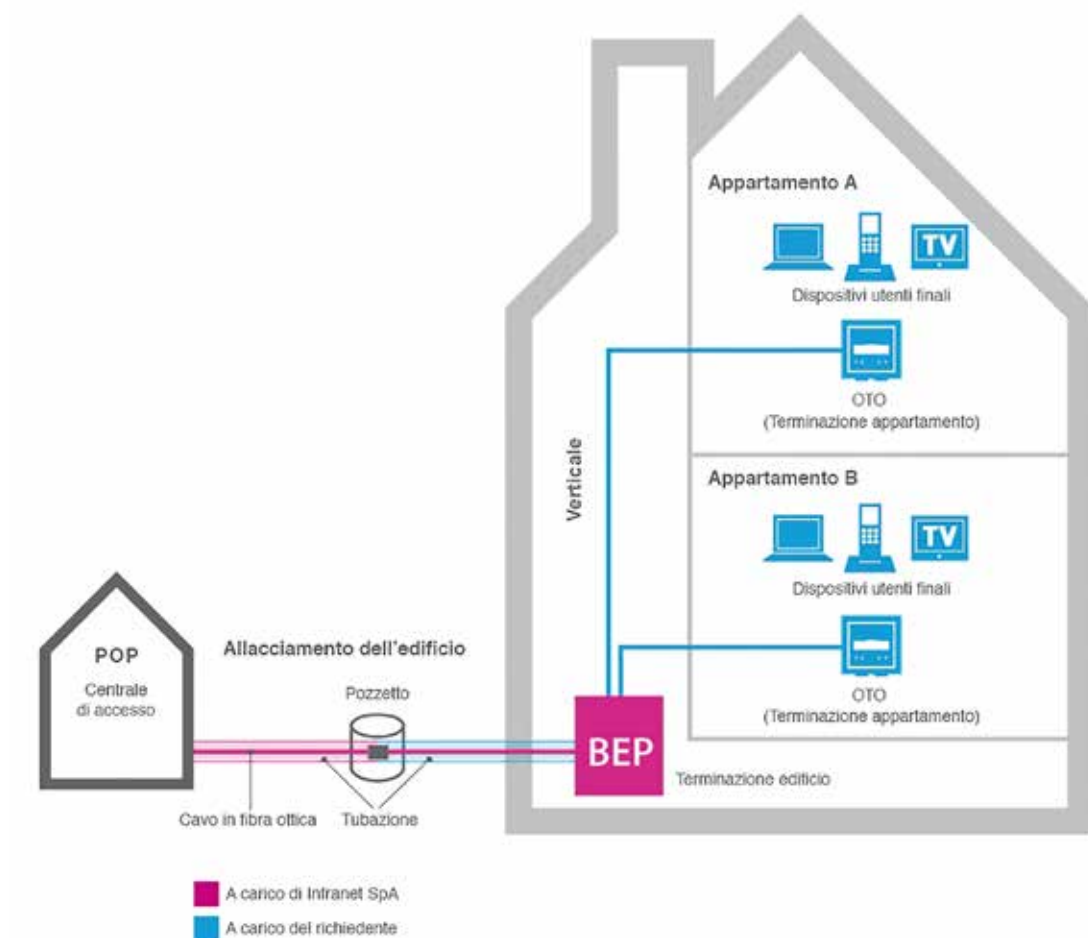 Appartamento A
TV
Dispositivi utenti finali
OTO
(Terminazione appartamento)
Verticale
Appartamento B
TV
Dispositivi utenti finali
OTO
(Terminazione appartamento)
POP
Centrale
di accesso
Allacciamento dell'edificio
Pozzetto
BEP
Terminazione edificio
Cavo in fibra ottica
Tubazione
A carico di Infranet SpA
A carico del richiedente